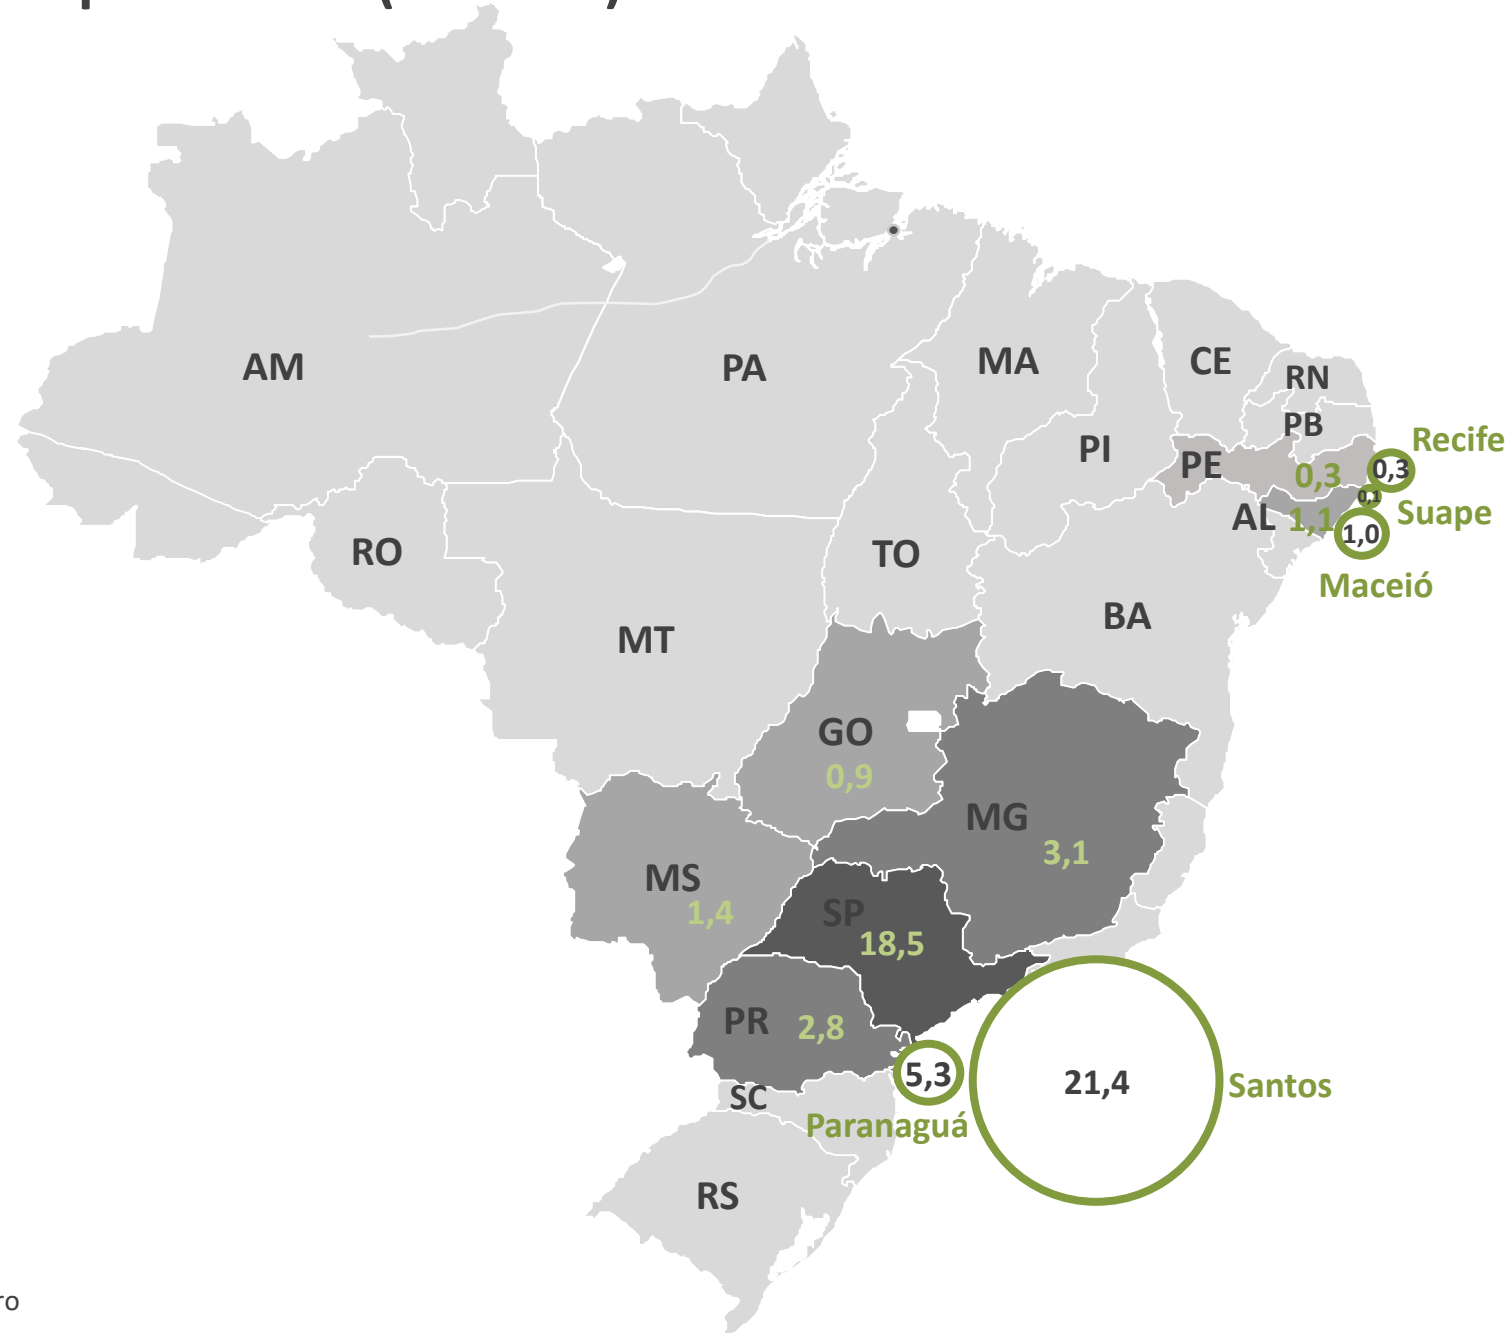 AM
PA
MA
CE
RN
PB
PI
PE
0,3
Recife
0,3
0,1
Suape
AL
1,1
1,0
Maceió
RO
TO
BA
MT
GO
0,9
MG
3,1
MS
1,4
SP
18,5
PR
2,8
5,3
Paranaguá
21,4
Santos
SC
RS
ro